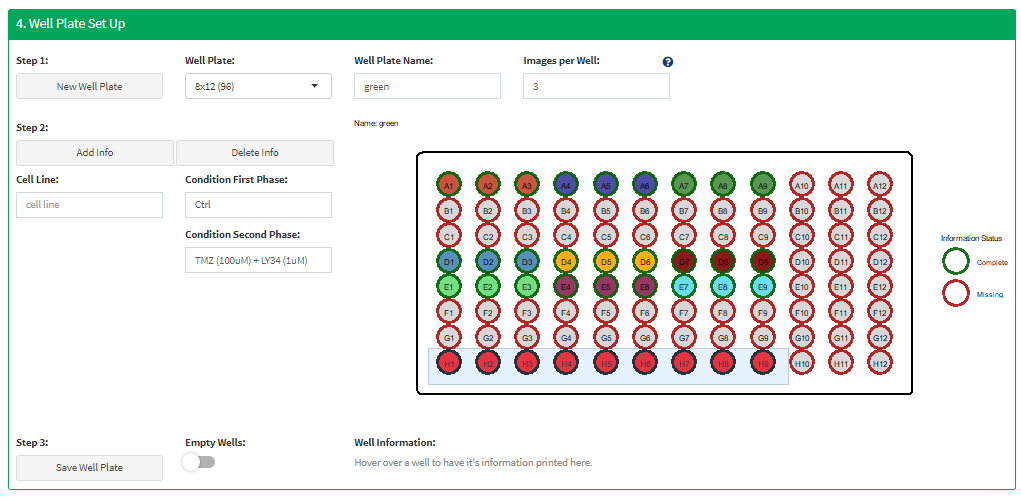 4. Well Plate Set Up
Step 1:
Well Plate:
Well Plate Name:
Images per Well:
?
New Well Plate
8x12 (96)
green
3
Step 2:
Name: green
Add Info
Delete Info
Cell Line:
Condition First Phase:
cell line
Ctrl
Condition Second Phase:
TMZ (100uM) + LY34 (1uM)
A1 A2 A3 A4 A5 A6 A7 A8 A9 A10 A11 A12
B1 B2 B3 B4 B5 B6 B7 B8 B9 B10 B11 B12
C1 C2 C3 C4 C5 C6 C7 C8 C9 C10 C11 C12
D1 D2 D3 D4 D5 D6 D7 D8 D9 D10 D11 D12
E1 E2 E3 E4 E5 E6 E7 E8 E9 E10 E11 E12
F1 F2 F3 F4 F5 F6 F7 F8 F9 F10 F11 F12
G1 G2 G3 G4 G5 G6 G7 G8 G9 G10 G11 G12
H1 H2 H3 H4 H5 H6 H7 H8 H9 H10 H11 H12
Information Status
Complete
Missing
Step 3:
Empty Wells:
Well Information:
Save Well Plate
Hover over a well to have it's information printed here.